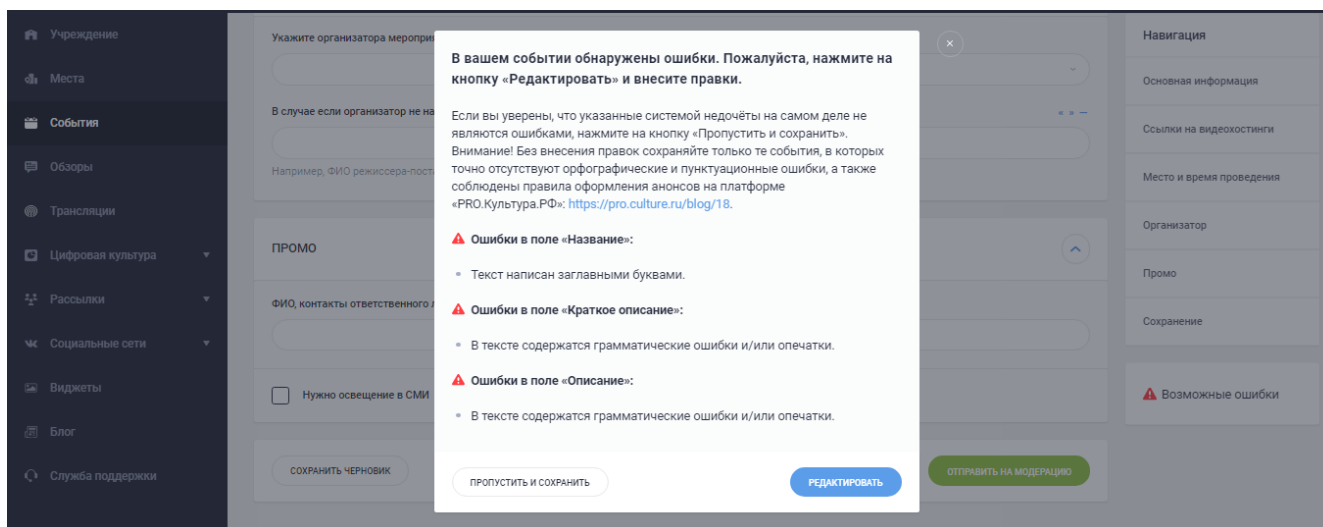 Учреждение
Места
События
Обзоры
Трансляции
Цифровая культура
Рассылки
Социальные сети
Виджеты
Блог
Служба поддержки
Укажите организатора мероприя
В случае если организатор не на
« » —
Например, ФИО режиссера-поста
ПРОМО
ФИО, контакты ответственного л
Нужно освещение в СМИ
СОХРАНИТЬ ЧЕРНОВИК
ОТПРАВИТЬ НА МОДЕРАЦИЮ
В вашем событии обнаружены ошибки. Пожалуйста, нажмите на
кнопку «Редактировать» и внесите правки.
Если вы уверены, что указанные системой недочёты на самом деле не
являются ошибками, нажмите на кнопку «Пропустить и сохранить».
Внимание! Без внесения правок сохраняйте только те события, в которых
точно отсутствуют орфографические и пунктуационные ошибки, а также
соблюдены правила оформления анонсов на платформе
«PRO.Культура.РФ»: https://pro.culture.ru/blog/18.
Ошибки в поле «Название»:
Текст написан заглавными буквами.
Ошибки в поле «Краткое описание»:
В тексте содержатся грамматические ошибки и/или опечатки.
Ошибки в поле «Описание»:
В тексте содержатся грамматические ошибки и/или опечатки.
ПРОПУСТИТЬ И СОХРАНИТЬ
РЕДАКТИРОВАТЬ
Навигация
Основная информация
Ссылки на видеохостинги
Место и время проведения
Организатор
Промо
Сохранение
Возможные ошибки